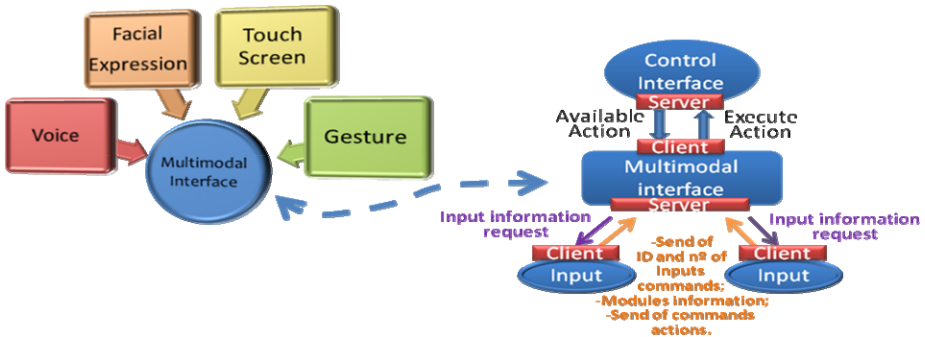 Facial
Expression
Touch
Screen
Voice
Gesture
Multimodal
Interface
Control
Interface
Server
Available
Action
Execute
Action
Client
Multimodal
interface
Server
Input information
request
Input information
request
Client
Input
-Send of
ID and nº of
Inputs
commands;
-Modules information;
-Send of commands
actions.
Client
Input